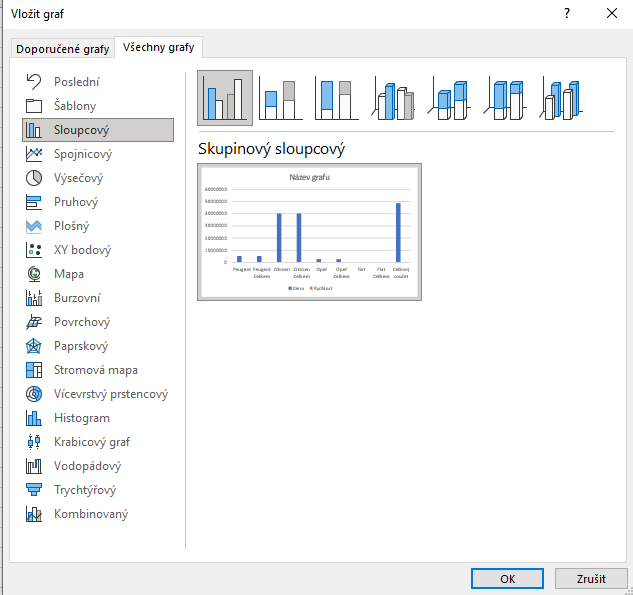 Vložit graf
?
Doporučené grafy
Všechny grafy
Poslední
Šablony
Sloupcový
Spojnicový
Výsečový
Pruhový
Plošný
XY bodový
Mapa
Burzovní
Povrchový
Paprskový
Stromová mapa
Vícevrstvý prstencový
Histogram
Krabicový graf
Vodopádový
Trychtýřový
Kombinovaný
Skupinový sloupcový
Název grafu
60000000
50000000
40000000
30000000
20000000
10000000
0
Peugeot Peugeot Citroen Citroen Opel Opel Fiat Fiat Celkový
Celkem Celkem Celkem Celkem součet
Cena Rychlost
OK
Zrušit